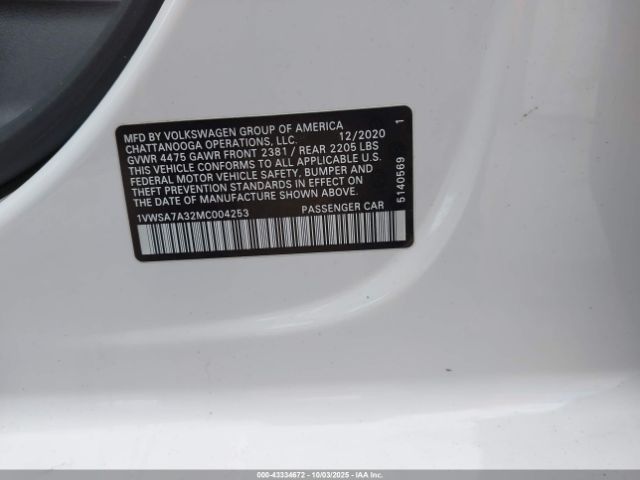 MFD BY VOLKSWAGEN GROUP OF AMERICA
CHATTANOOGA OPERATIONS, LLC. 12/2020
GVWR 4475 GAWR FRONT 2381 / REAR 2205 LBS
THIS VEHICLE CONFORMS TO ALL APPLICABLE U.S.
FEDERAL MOTOR VEHICLE SAFETY, BUMPER, AND
THEFT PREVENTION STANDARDS IN EFFECT ON
THE DATE OF MANUFACTURE SHOWN ABOVE.
1VWSA7A32MC004253 PASSENGER CAR
5140569 1
000-43334672 | 10/03/2025 | IAA Inc.